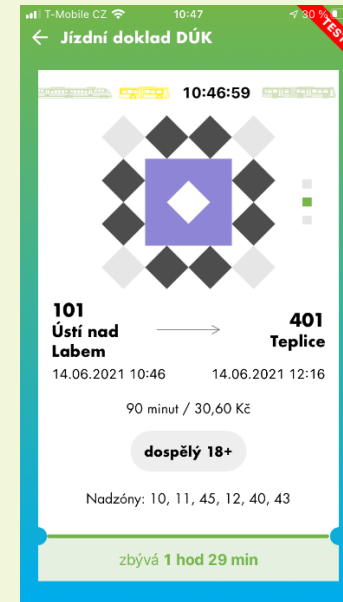 T-Mobile CZ 10:47 30 %
TEST
← Jízdní doklad DÚK
10:46:59
101
Ústí nad
Labem
401
Teplice
14.06.2021 10:46 14.06.2021 12:16
90 minut / 30,60 Kč
dospělý 18+
Nadzóny: 10, 11, 45, 12, 40, 43
zbývá 1 hod 29 min